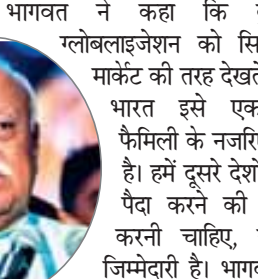 भागवत ने कहा कि
ग्लोबलाइजेशन को
मार्केट की तरह देखते
भारत इसे एक
फैमिली के
है। हमें दूसरे
पैदा करने की
करनी चाहिए,
जिम्मेदारी है।